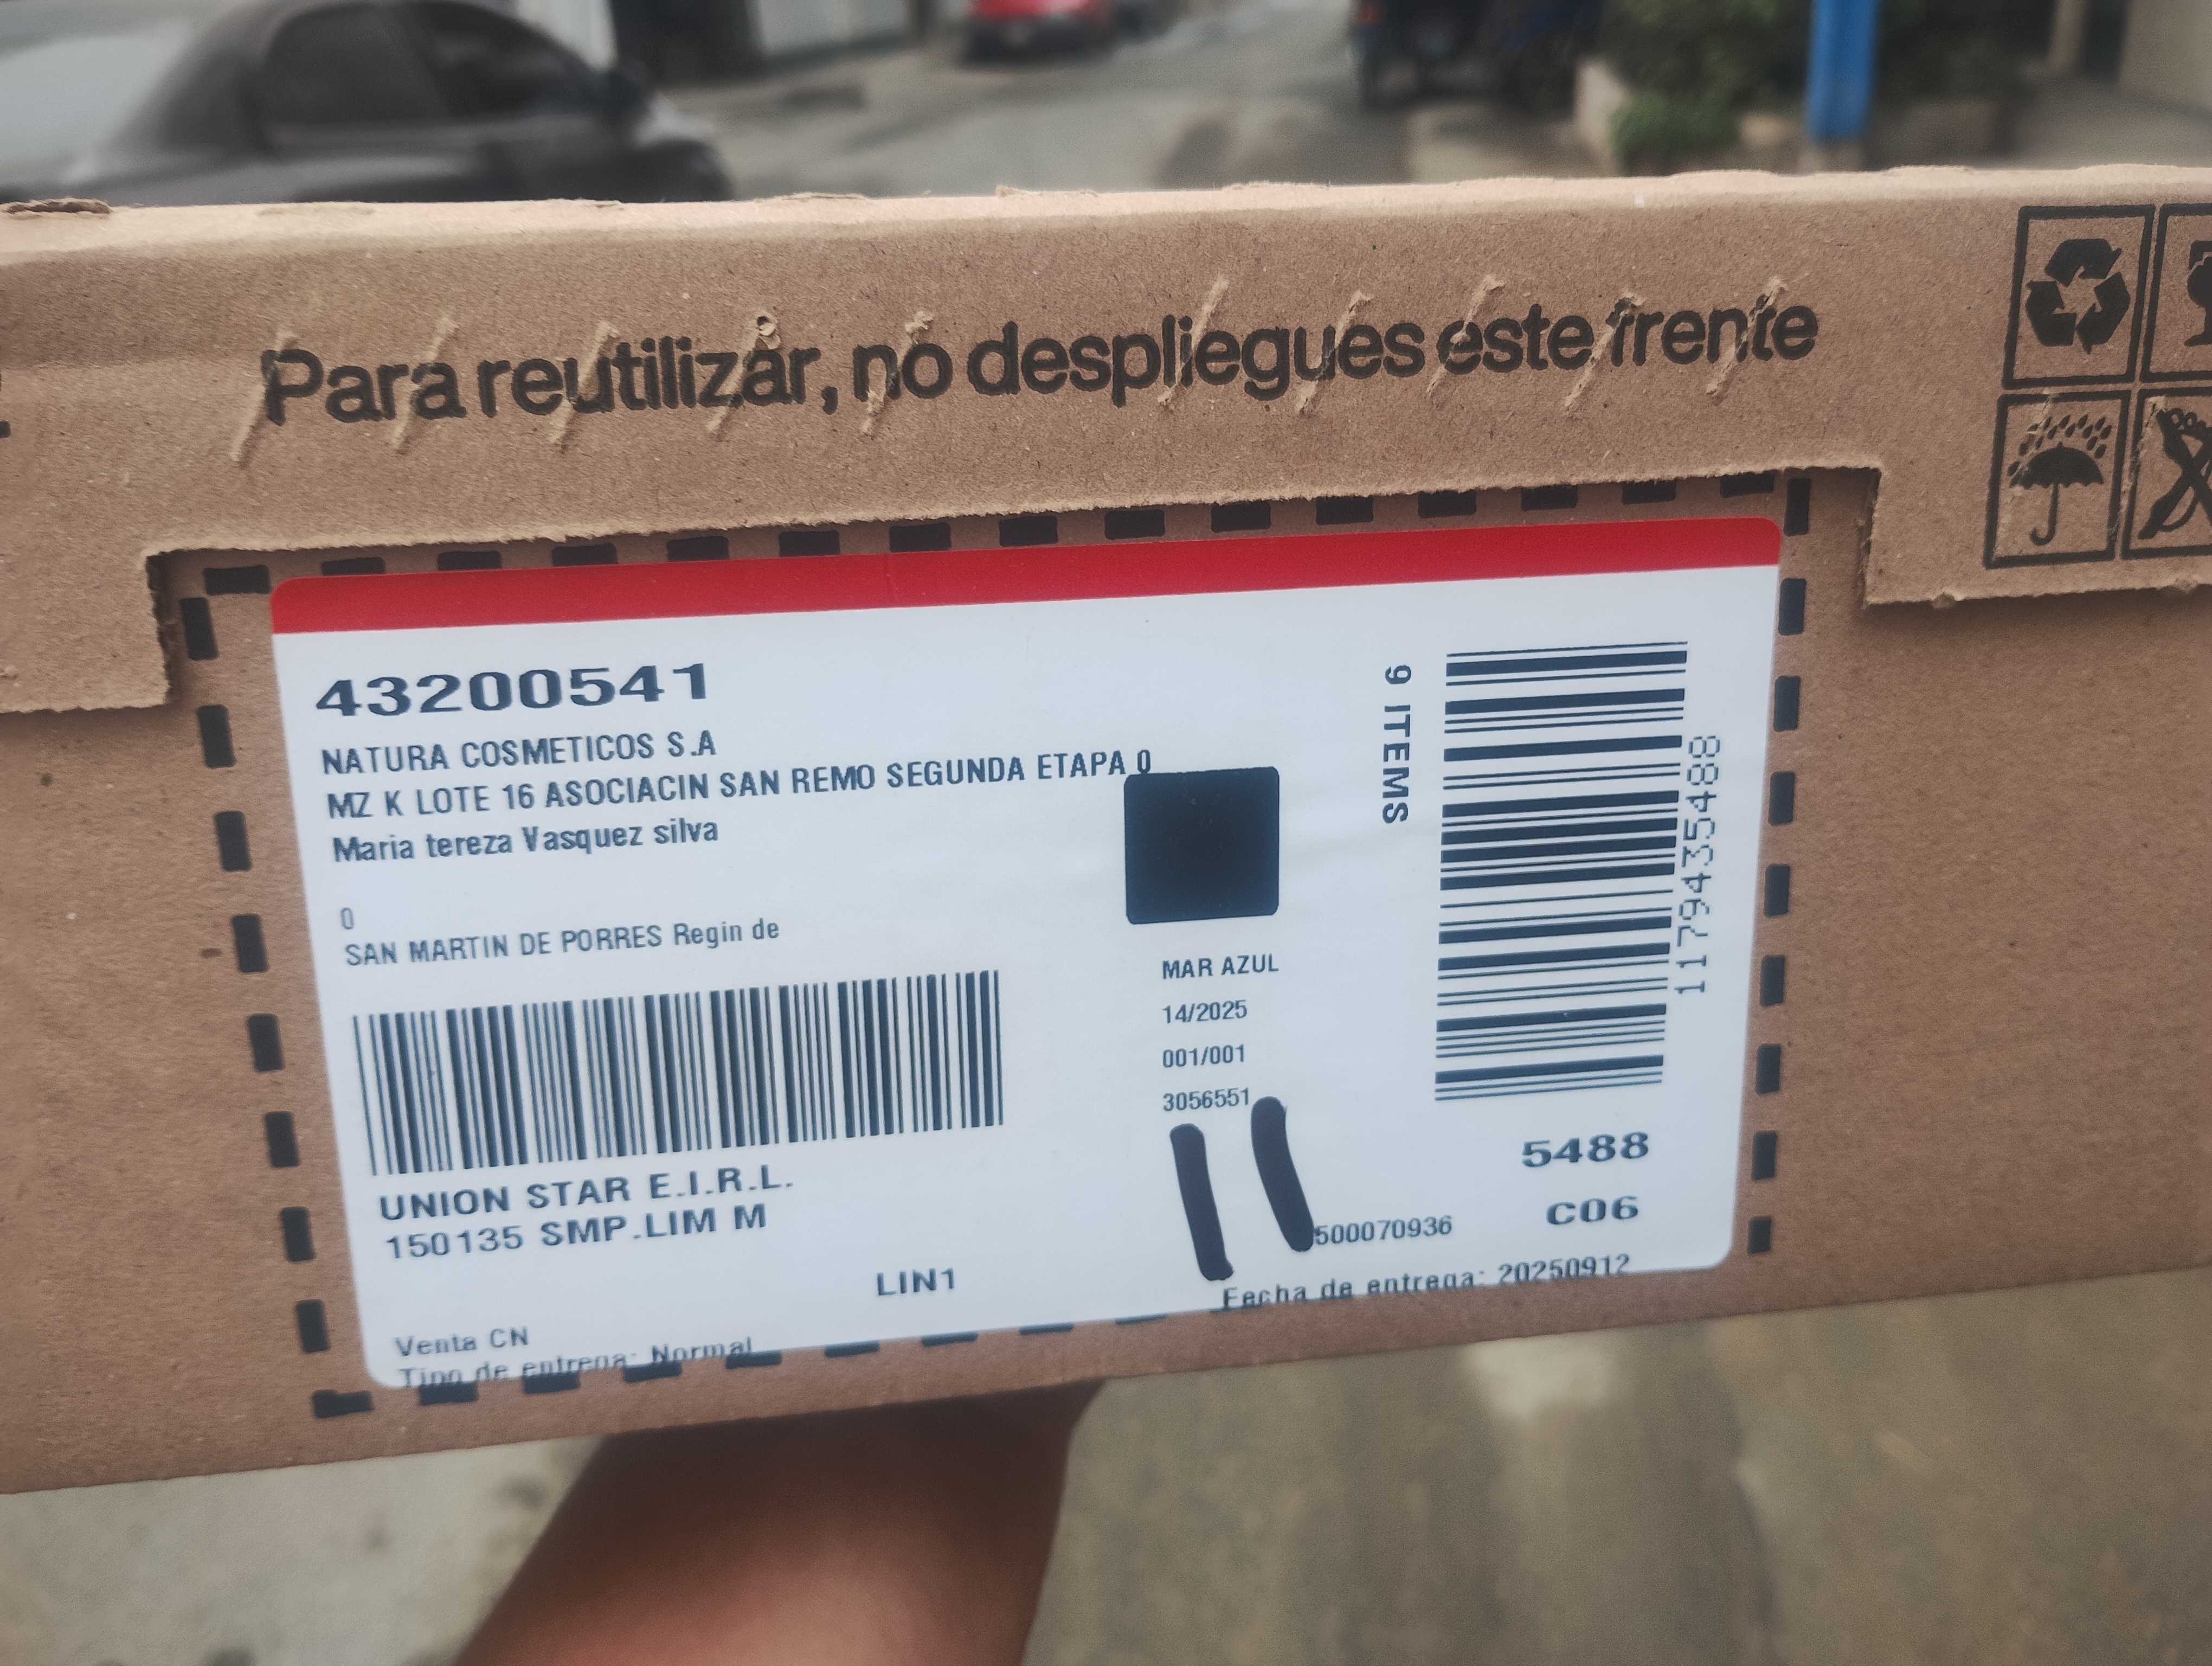 Para reutilizar, no despliegues este frente
43200541
NATURA COSMETICOS S.A
MZ K LOTE 16 ASOCIACIN SAN REMO SEGUNDA ETAPA 0
Maria tereza Vasquez silva
0
SAN MARTIN DE PORRES Regin de
UNION STAR E.I.R.L.
150135 SMP.LIM M
LIN1
Venta CN
Tipo de entrega: Normal
MAR AZUL
14/2025
001/001
3056551
11
500070936
Fecha de entrega: 20250912
9 ITEMS
1179435488
5488
C06